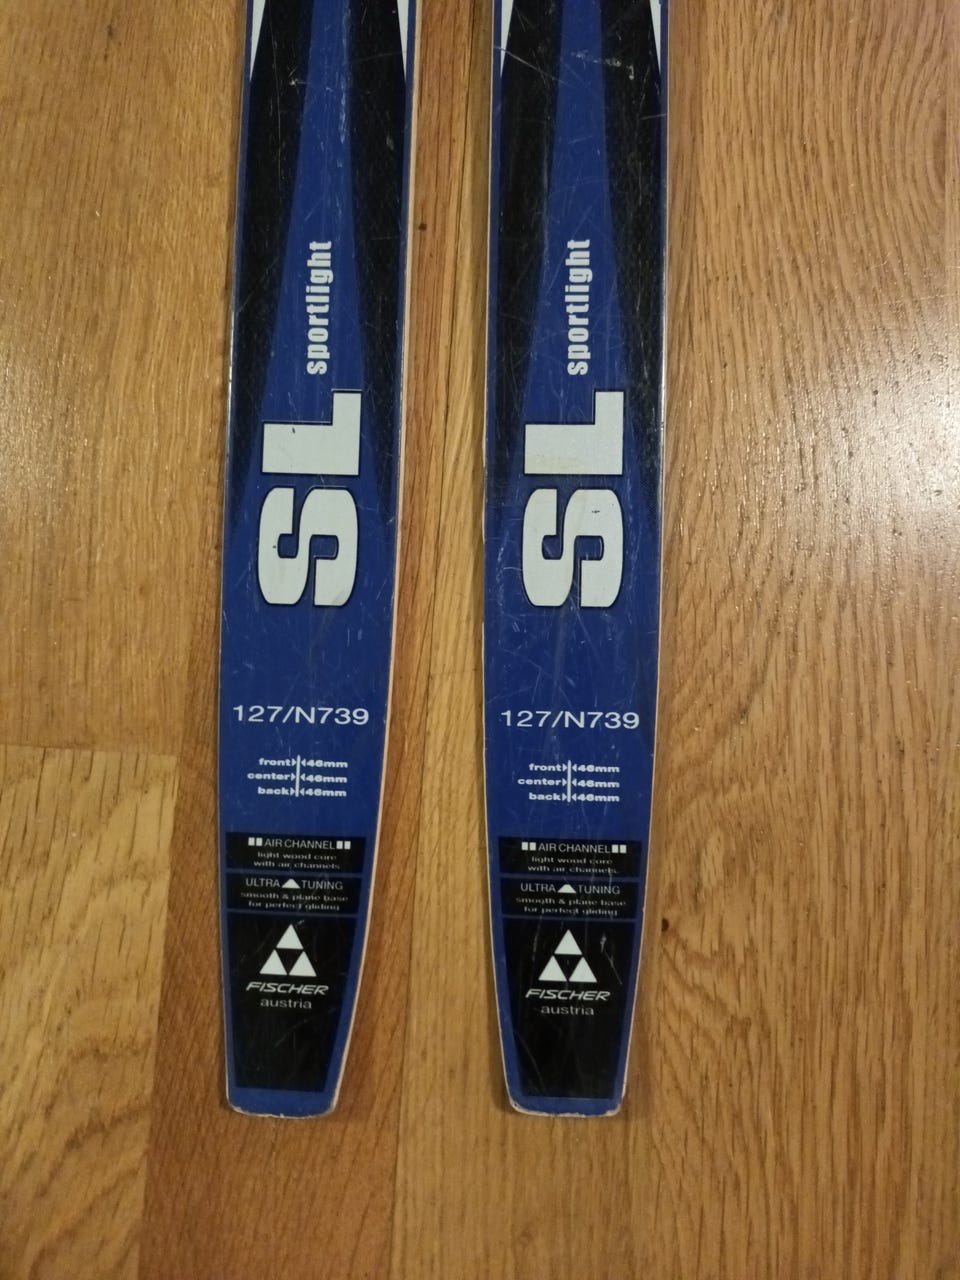 sportlight
SL
127/N739
front 46mm
center 46mm
back 46mm
AIR CHANNEL
light wood core
with air channels
ULTRA TUNING
smooth & plane base
for perfect gliding
FISCHER
austria
sportlight
SL
127/N739
front 46mm
center 46mm
back 46mm
AIR CHANNEL
light wood core
with air channels.
ULTRA TUNING
smooth & plane base
for perfect gliding
FISCHER
austria